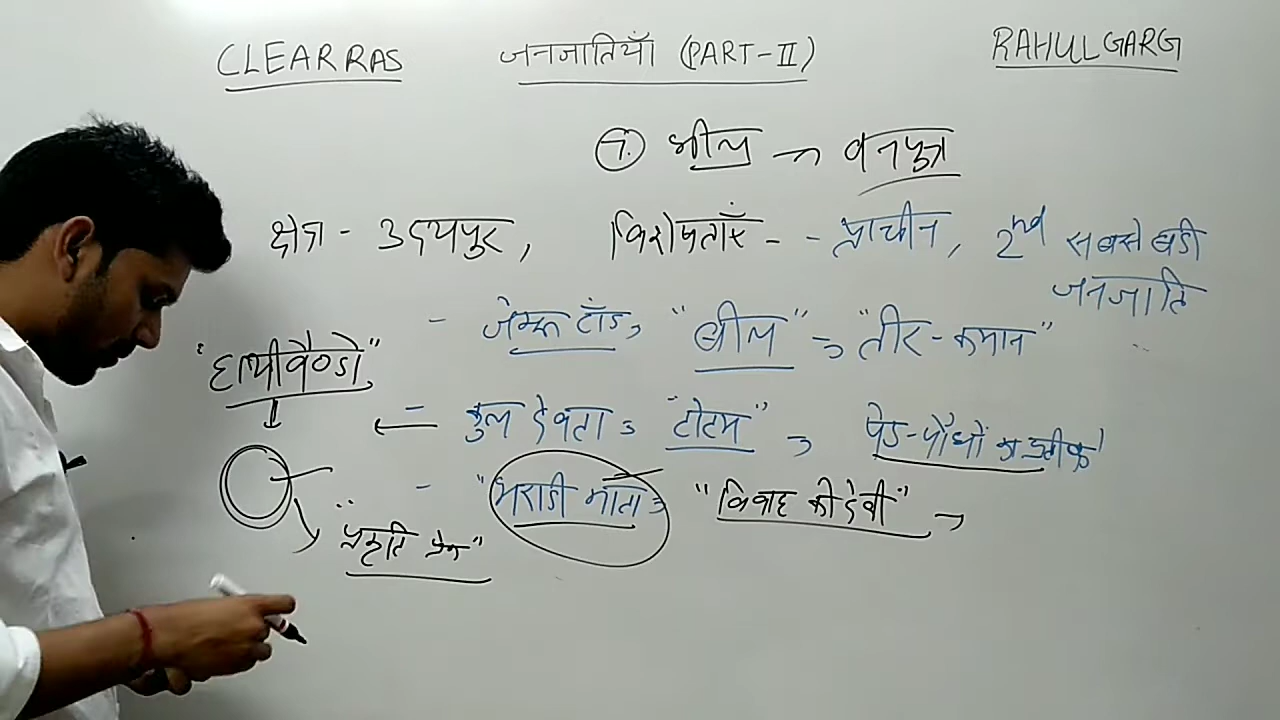 CLEARRAS जनजातियाँ (PART-II) RAHULGARG
7. भील → वनपुत्र
क्षेत्र - उदयपुर, विशेषताएँ - - प्राचीन, 2nd सबसे बडी
जनजाति
- जेम्स टॉड, "बील" → "तीर-कमान"
"हाथीवैण्डो"
- कुल देवता → "टोटम" → पेड-पौधों का प्रतीक
- "भराडी माता → "विवाह की देवी" →
"प्रकृति प्रेम"